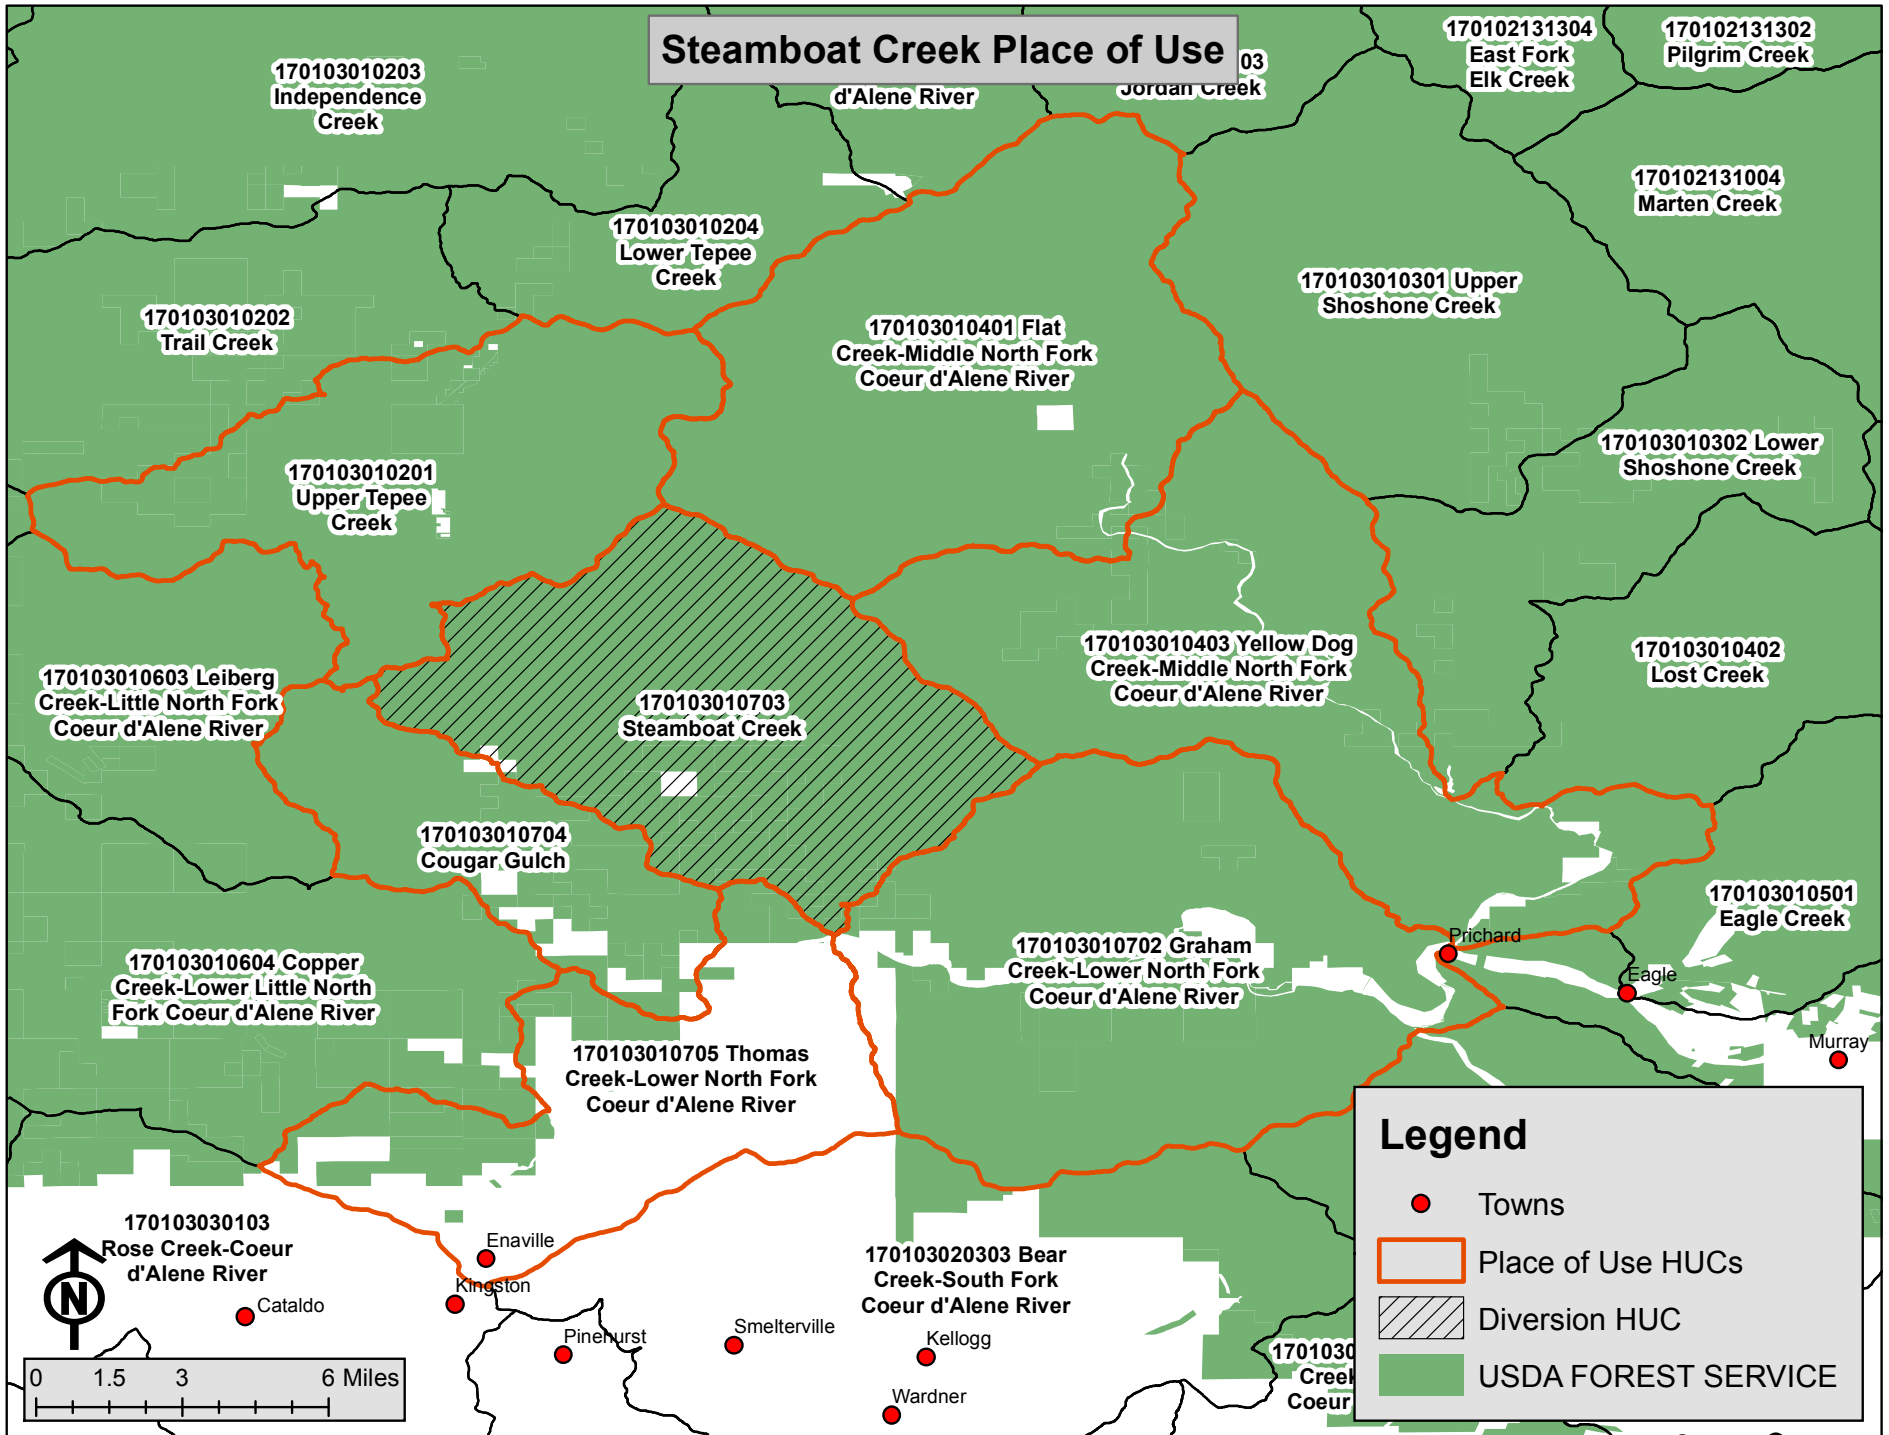 Steamboat Creek Place of Use
170103010203
Independence
Creek
d'Alene River
03
Jordan Creek
170102131304
East Fork
Elk Creek
170102131302
Pilgrim Creek
170102131004
Marten Creek
170103010204
Lower Tepee
Creek
170103010301 Upper
Shoshone Creek
170103010202
Trail Creek
170103010401 Flat
Creek-Middle North Fork
Coeur d'Alene River
170103010302 Lower
Shoshone Creek
170103010201
Upper Tepee
Creek
170103010403 Yellow Dog
Creek-Middle North Fork
Coeur d'Alene River
170103010402
Lost Creek
170103010603 Leiberg
Creek-Little North Fork
Coeur d'Alene River
170103010703
Steamboat Creek
170103010704
Cougar Gulch
170103010501
Eagle Creek
170103010604 Copper
Creek-Lower Little North
Fork Coeur d'Alene River
170103010702 Graham
Creek-Lower North Fork
Coeur d'Alene River
Prichard
Eagle
Murray
170103010705 Thomas
Creek-Lower North Fork
Coeur d'Alene River
170103030103
Rose Creek-Coeur
d'Alene River
Enaville
Kingston
Cataldo
Pinehurst
Smelterville
170103020303 Bear
Creek-South Fork
Coeur d'Alene River
Kellogg
Wardner
1701030
Creek
Coeur
N
0 1.5 3 6 Miles
Legend
Towns
Place of Use HUCs
Diversion HUC
USDA FOREST SERVICE